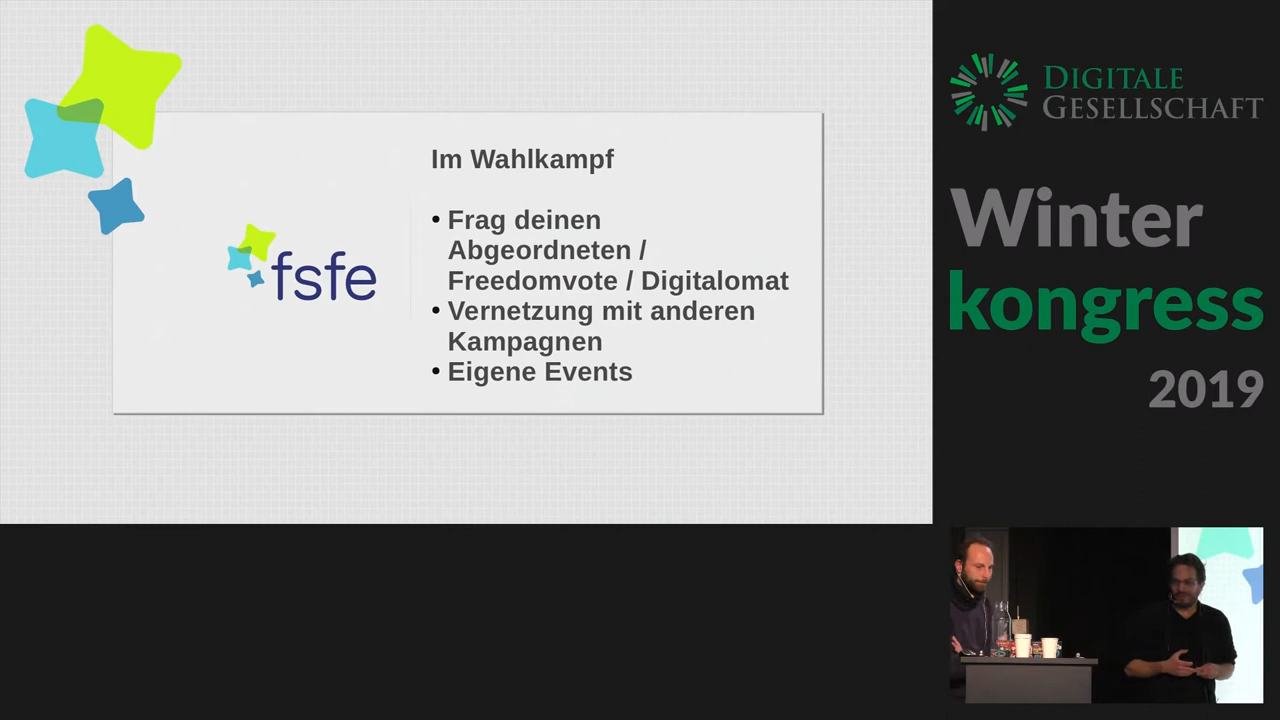 Im Wahlkampf
• Frag deinen
Abgeordneten /
Freedomvote / Digitalomat
• Vernetzung mit anderen
Kampagnen
• Eigene Events
fsfe
DIGITALE
GESELLSCHAFT
Winter
kongress
2019